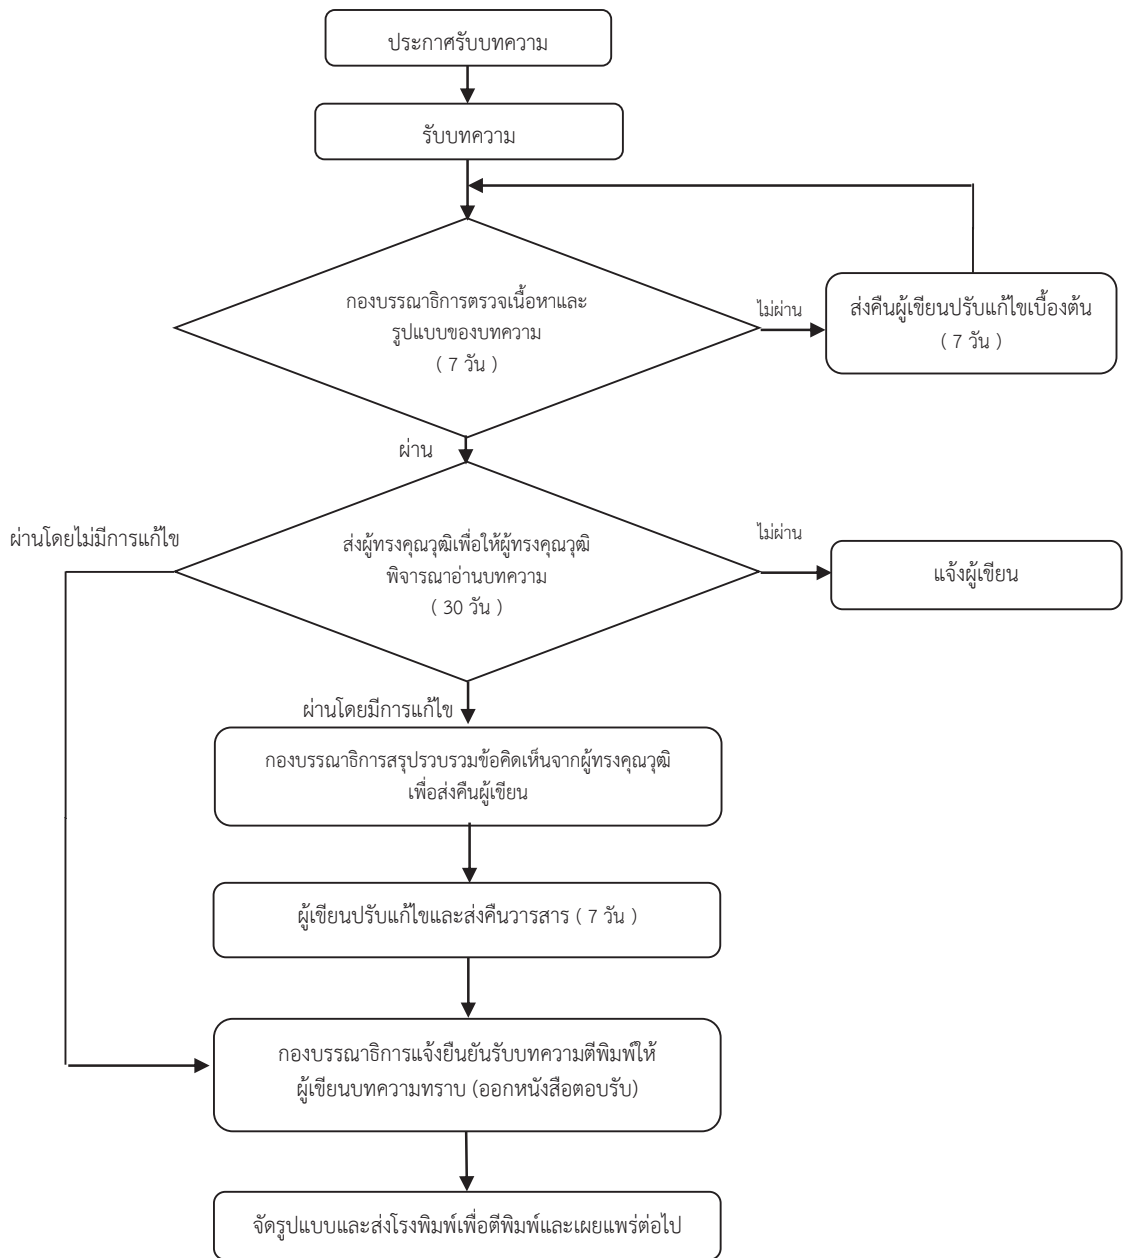 ประกาศรับบทความ
รับบทความ
กองบรรณาธิการตรวจเนื้อหาและ
รูปแบบของบทความ
( 7 วัน )
ไม่ผ่าน
ส่งคืนผู้เขียนปรับแก้ไขเบื้องต้น
( 7 วัน )
ผ่าน
ผ่านโดยไม่มีการแก้ไข
ส่งผู้ทรงคุณวุฒิเพื่อให้ผู้ทรงคุณวุฒิ
พิจารณาอ่านบทความ
( 30 วัน )
ไม่ผ่าน
แจ้งผู้เขียน
ผ่านโดยมีการแก้ไข
กองบรรณาธิการสรุปรวบรวมข้อคิดเห็นจากผู้ทรงคุณวุฒิ
เพื่อส่งคืนผู้เขียน
ผู้เขียนปรับแก้ไขและส่งคืนวารสาร ( 7 วัน )
กองบรรณาธิการแจ้งยืนยันรับบทความตีพิมพ์ให้
ผู้เขียนบทความทราบ (ออกหนังสือตอบรับ)
จัดรูปแบบและส่งโรงพิมพ์เพื่อตีพิมพ์และเผยแพร่ต่อไป